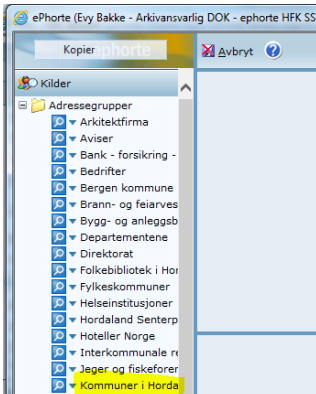 ePhorte (Evy Bakke - Arkivansvarlig DOK - ephorte HFK SS
Kopier
ephorte
Avbryt
Kilder
Adressegrupper
Arkitektfirma
Aviser
Bank - forsikring -
Bedrifter
Bergen kommune
Brann- og feiarves
Bygg- og anleggsb
Departementene
Direktorat
Folkebibliotek i Hor
Fylkeskommuner
Helseinstitusjoner
Hordaland Senterp
Hoteller Norge
Interkommunale re
Jeger og fiskeforer
Kommuner i Horda